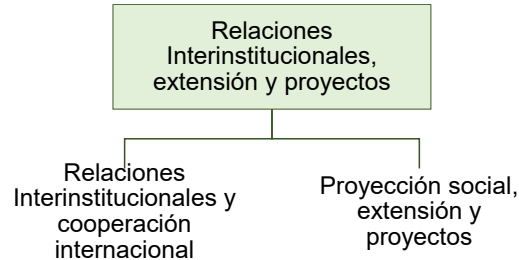 Relaciones
Interinstitucionales,
extensión y proyectos
Relaciones
Interinstitucionales y
cooperación
internacional
Proyección social,
extensión y
proyectos